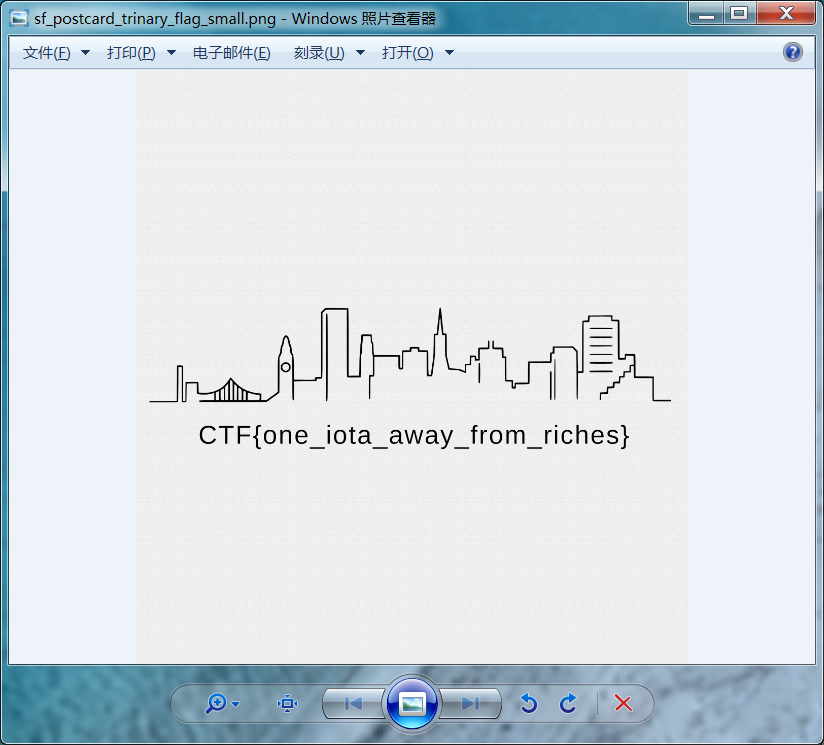 sf_postcard_trinary_flag_small.png - Windows 照片查看器
文件(F) 打印(P) 电子邮件(E) 刻录(U) 打开(O)
CTF{one_iota_away_from_riches}